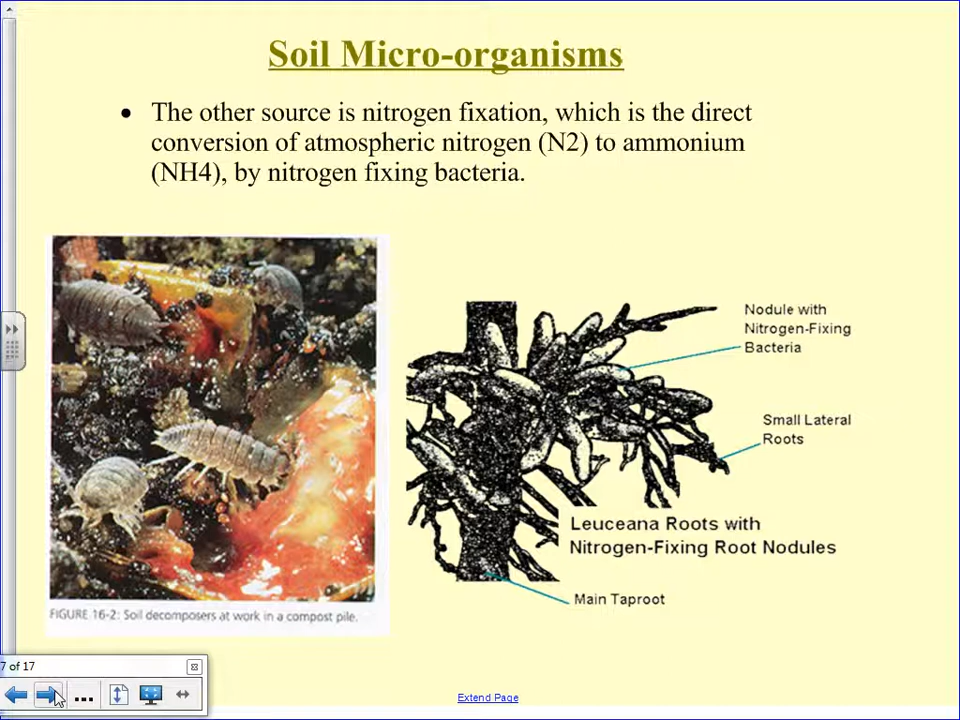 Soil Micro-organisms
• The other source is nitrogen fixation, which is the direct
conversion of atmospheric nitrogen (N2) to ammonium
(NH4), by nitrogen fixing bacteria.
Nodule with
Nitrogen-Fixing
Bacteria
Small Lateral
Roots
Leuceana Roots with
Nitrogen-Fixing Root Nodules
Main Taproot
FIGURE 16-2: Soil decomposers at work in a compost pile.
7 of 17
Extend Page